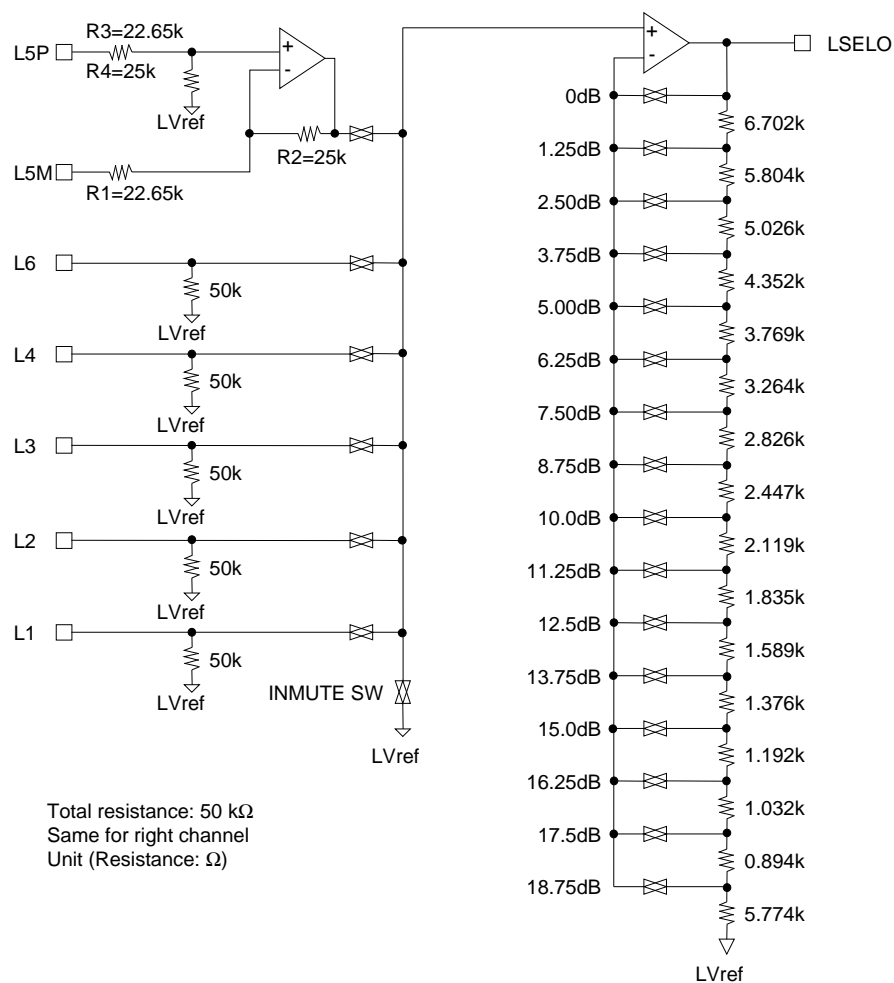 L5P
R3=22.65k
R4=25k
LVref
+
-
L5M
R1=22.65k
R2=25k
L6
50k
LVref
L4
50k
LVref
L3
50k
LVref
L2
50k
LVref
L1
50k
LVref
INMUTE SW
LVref
Total resistance: 50 kΩ
Same for right channel
Unit (Resistance: Ω)
+
-
LSELO
0dB
6.702k
1.25dB
5.804k
2.50dB
5.026k
3.75dB
4.352k
5.00dB
3.769k
6.25dB
3.264k
7.50dB
2.826k
8.75dB
2.447k
10.0dB
2.119k
11.25dB
1.835k
12.5dB
1.589k
13.75dB
1.376k
15.0dB
1.192k
16.25dB
1.032k
17.5dB
0.894k
18.75dB
5.774k
LVref